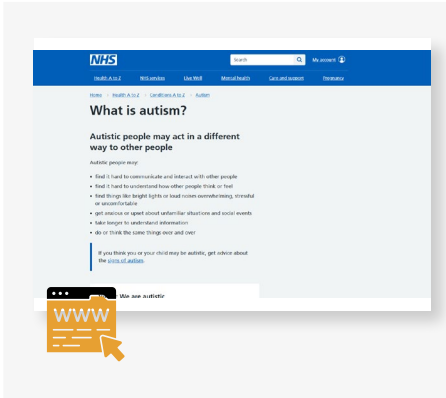 NHS
Search
My account
Health A to Z NHS services Live Well Mental health Care and support Pregnancy
Home Health A to Z Conditions A to Z Autism
What is autism?
Autistic people may act in a different
way to other people
Autistic people may:
• find it hard to communicate and interact with other people
• find it hard to understand how other people think or feel
• find things like bright lights or loud noises overwhelming, stressful
or uncomfortable
• get anxious or upset about unfamiliar situations and social events
• take longer to understand information
• do or think the same things over and over
If you think you or your child may be autistic, get advice about
the signs of autism.
We are autistic
WWW